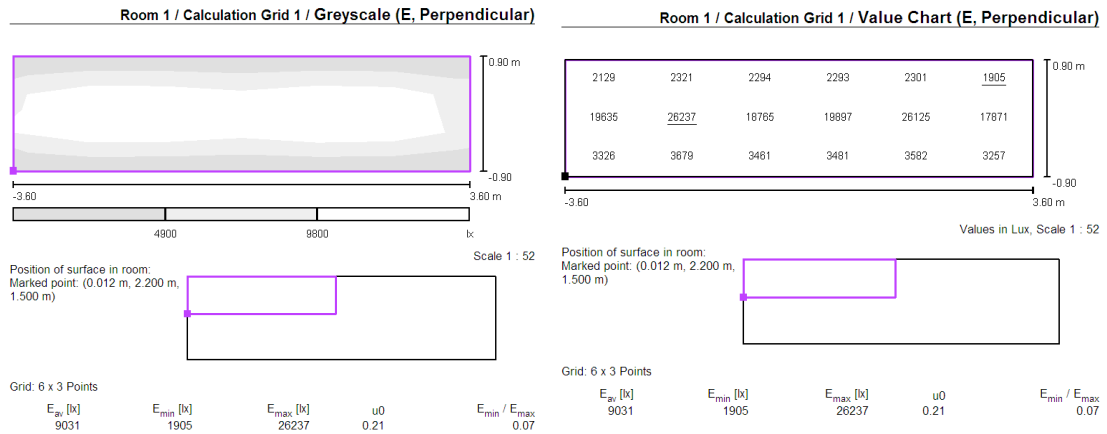 Room 1 / Calculation Grid 1 / Greyscale (E, Perpendicular)
0.90 m
-0.90
-3.60 3.60 m
4900 9800 lx
Scale 1 : 52
Position of surface in room:
Marked point: (0.012 m, 2.200 m,
1.500 m)
Grid: 6 x 3 Points
Eav [lx] Emin [lx] Emax [lx] u0 Emin / Emax
9031 1905 26237 0.21 0.07
Room 1 / Calculation Grid 1 / Value Chart (E, Perpendicular)
0.90 m
2129 2321 2294 2293 2301 1905
19635 26237 18765 19897 26125 17871
3326 3679 3461 3481 3582 3257
-0.90
-3.60 3.60 m
Values in Lux, Scale 1 : 52
Position of surface in room:
Marked point: (0.012 m, 2.200 m,
1.500 m)
Grid: 6 x 3 Points
Eav [lx] Emin [lx] Emax [lx] u0 Emin / Emax
9031 1905 26237 0.21 0.07